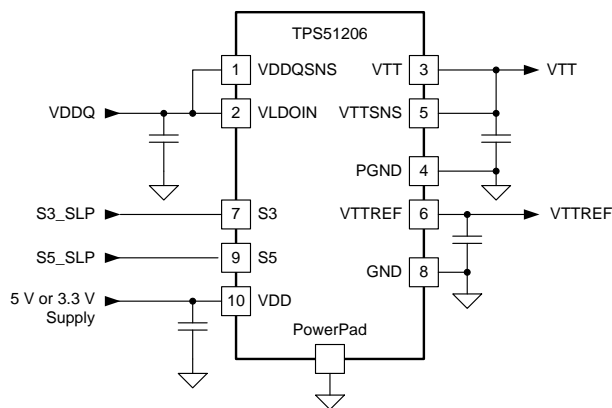 TPS51206
1 VDDQSNS VTT 3 VTT
VDDQ 2 VLDOIN VTTSNS 5
PGND 4
S3_SLP 7 S3 VTTREF 6 VTTREF
S5_SLP 9 S5
GND 8
5 V or 3.3 V 10 VDD
Supply
PowerPad